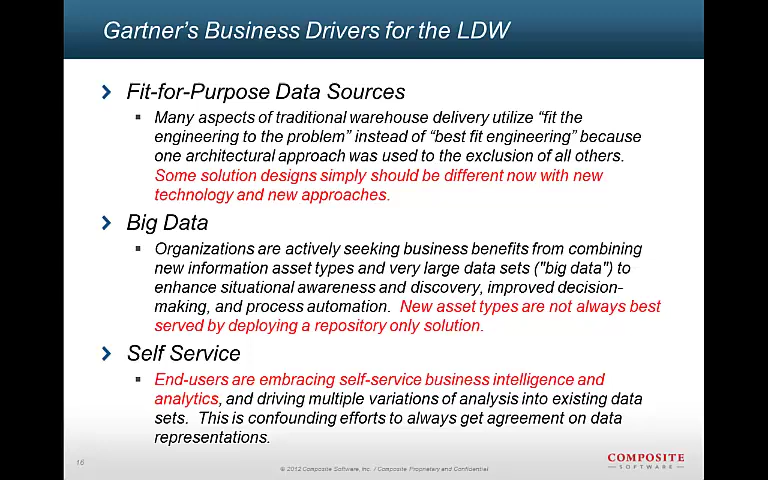 Gartner's Business Drivers for the LDW
Fit-for-Purpose Data Sources
Many aspects of traditional warehouse delivery utilize “fit the
engineering to the problem” instead of “best fit engineering” because
one architectural approach was used to the exclusion of all others.
Some solution designs simply should be different now with new
technology and new approaches.
Big Data
Organizations are actively seeking business benefits from combining
new information asset types and very large data sets ("big data") to
enhance situational awareness and discovery, improved decision-
making, and process automation. New asset types are not always best
served by deploying a repository only solution.
Self Service
End-users are embracing self-service business intelligence and
analytics, and driving multiple variations of analysis into existing data
sets. This is confounding efforts to always get agreement on data
representations.
16
© 2012 Composite Software, Inc. / Composite Proprietary and Confidential
COMPOSITE
SOFTWARE